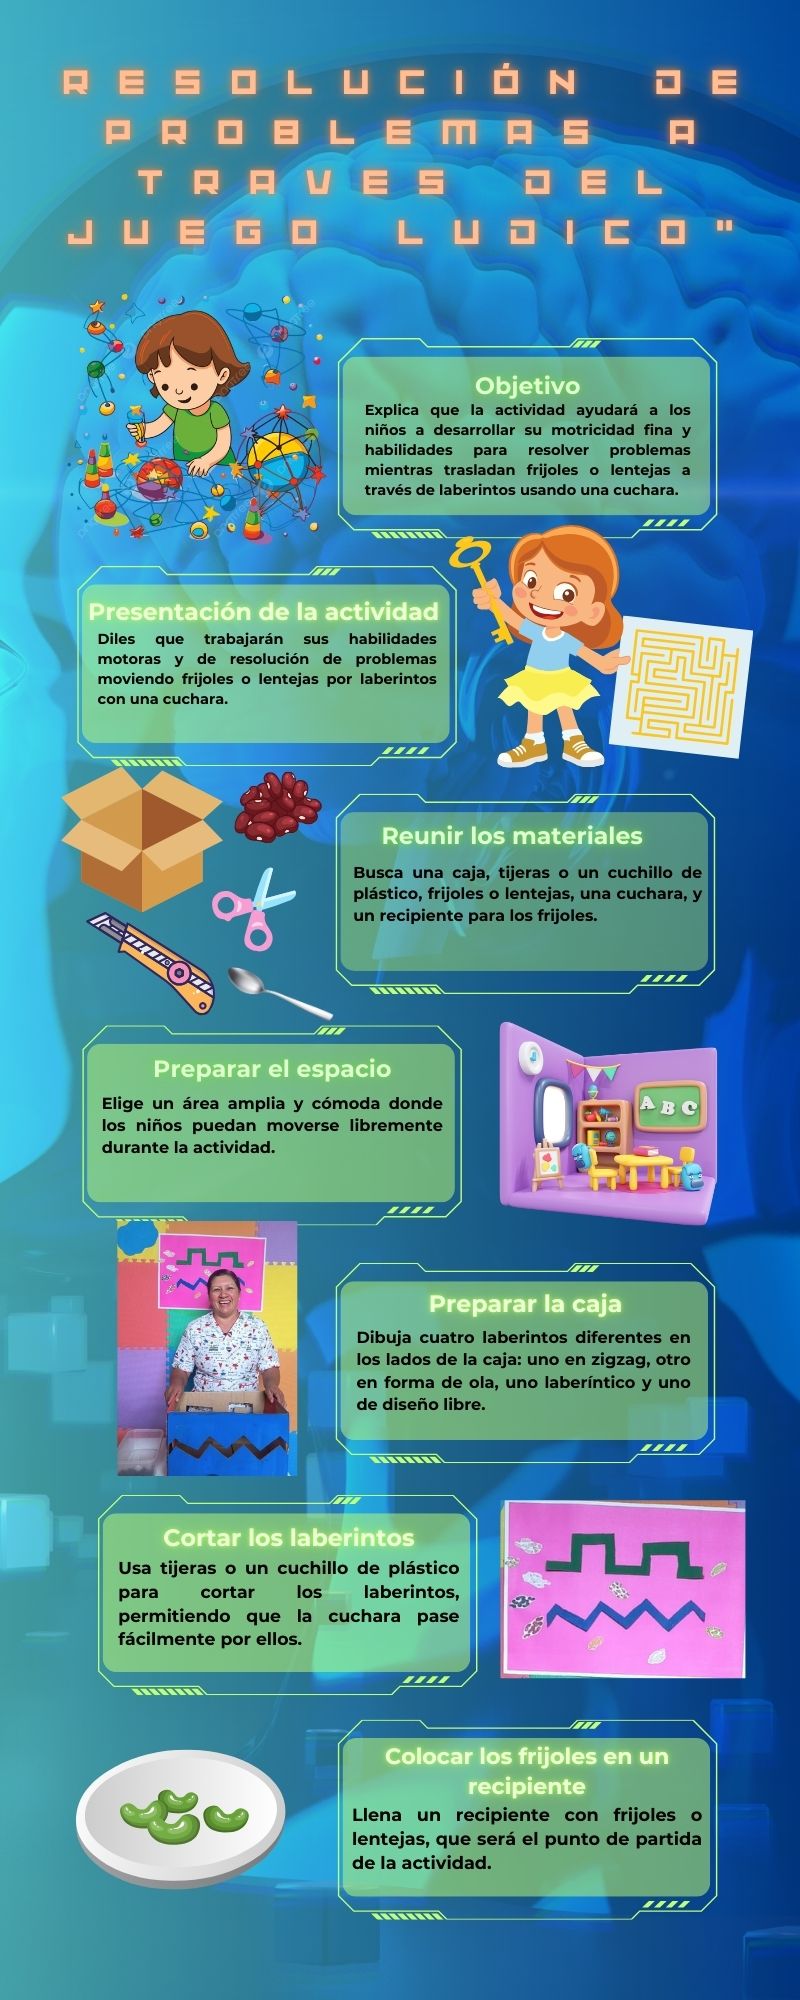 RESOLUCIÓN DE
PROBLEMAS A
TRAVES DEL
JUEGO LUDICO"
Objetivo
Explica que la actividad ayudará a los
niños a desarrollar su motricidad fina y
habilidades para resolver problemas
mientras trasladan frijoles o lentejas a
través de laberintos usando una cuchara.
Presentación de la actividad
Diles que trabajarán sus habilidades
motoras y de resolución de problemas
moviendo frijoles o lentejas por laberintos
con una cuchara.
Reunir los materiales
Busca una caja, tijeras o un cuchillo de
plástico, frijoles o lentejas, una cuchara, y
un recipiente para los frijoles.
Preparar el espacio
Elige un área amplia y cómoda donde
los niños puedan moverse libremente
durante la actividad.
A B C
Preparar la caja
Dibuja cuatro laberintos diferentes en
los lados de la caja: uno en zigzag, otro
en forma de ola, uno laberíntico y uno
de diseño libre.
Cortar los laberintos
Usa tijeras o un cuchillo de plástico
para cortar los laberintos,
permitiendo que la cuchara pase
fácilmente por ellos.
Colocar los frijoles en un
recipiente
Llena un recipiente con frijoles o
lentejas, que será el punto de partida
de la actividad.